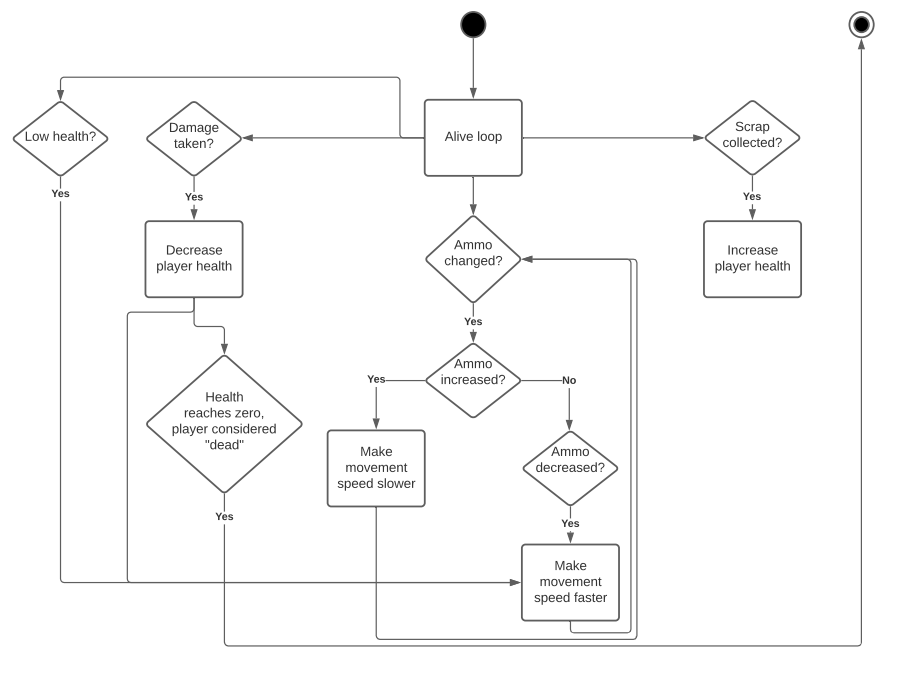 Low health?
Damage
taken?
Alive loop
Scrap
collected?
Yes
Yes
Yes
Decrease
player health
Ammo
changed?
Increase
player health
Yes
Ammo
increased?
Yes
No
Health
reaches zero,
player considered
"dead"
Make
movement
speed slower
Ammo
decreased?
Yes
Yes
Make
movement
speed faster